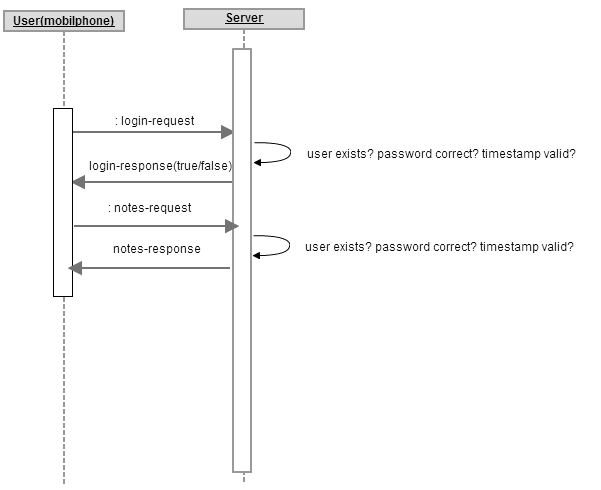 User(mobilphone)
Server
: login-request
user exists? password correct? timestamp valid?
login-response(true/false)
: notes-request
user exists? password correct? timestamp valid?
notes-response